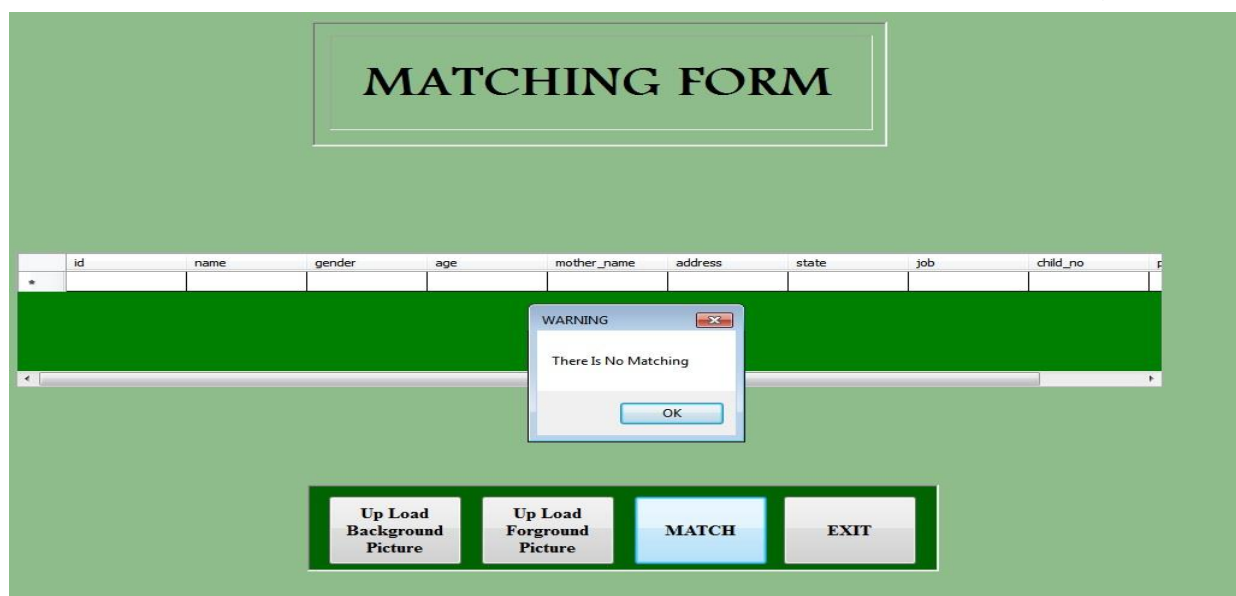 MATCHING FORM
id name gender age mother_name address state job child_no p
*
WARNING
There Is No Matching
OK
Up Load
Background
Picture
Up Load
Forground
Picture
MATCH
EXIT